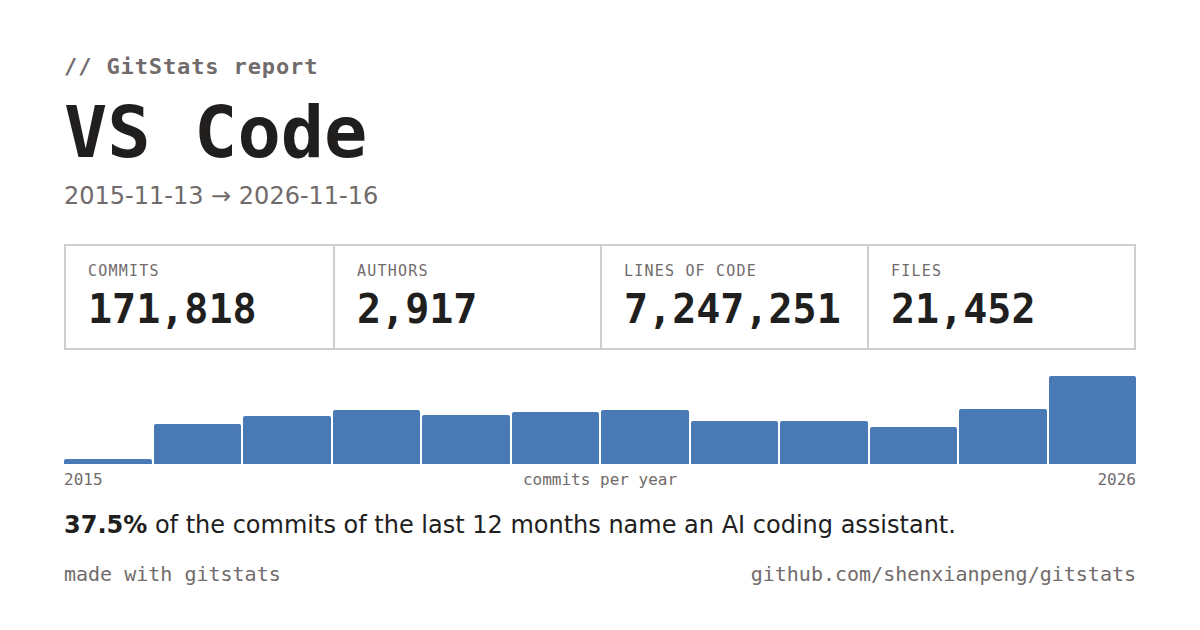 // GitStats report
VS Code
2015-11-13 → 2026-11-16
COMMITS AUTHORS LINES OF CODE FILES
171,818 2,917 7,247,251 21,452
2015 commits per year 2026
37.5% of the commits of the last 12 months name an AI coding assistant.
made with gitstats github.com/shenxianpeng/gitstats